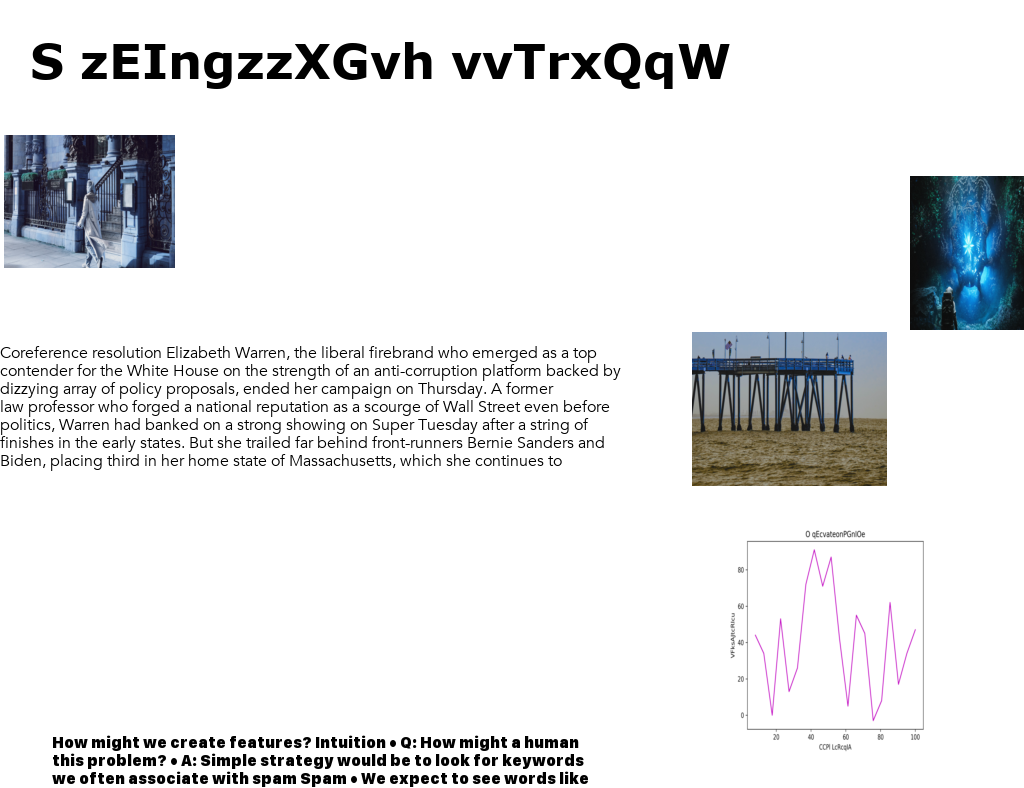 S zEIngzzXGvh vvTrxQqW
Coreference resolution Elizabeth Warren, the liberal firebrand who emerged as a top
contender for the White House on the strength of an anti-corruption platform backed by
dizzying array of policy proposals, ended her campaign on Thursday. A former
law professor who forged a national reputation as a scourge of Wall Street even before
politics, Warren had banked on a strong showing on Super Tuesday after a string of
finishes in the early states. But she trailed far behind front-runners Bernie Sanders and
Biden, placing third in her home state of Massachusetts, which she continues to
O qEcvateonPGnIOe
80
60
40
20
0
20 40 60 80 100
How might we create features? Intuition • Q: How might a human
this problem? • A: Simple strategy would be to look for keywords
we often associate with spam Spam • We expect to see words like